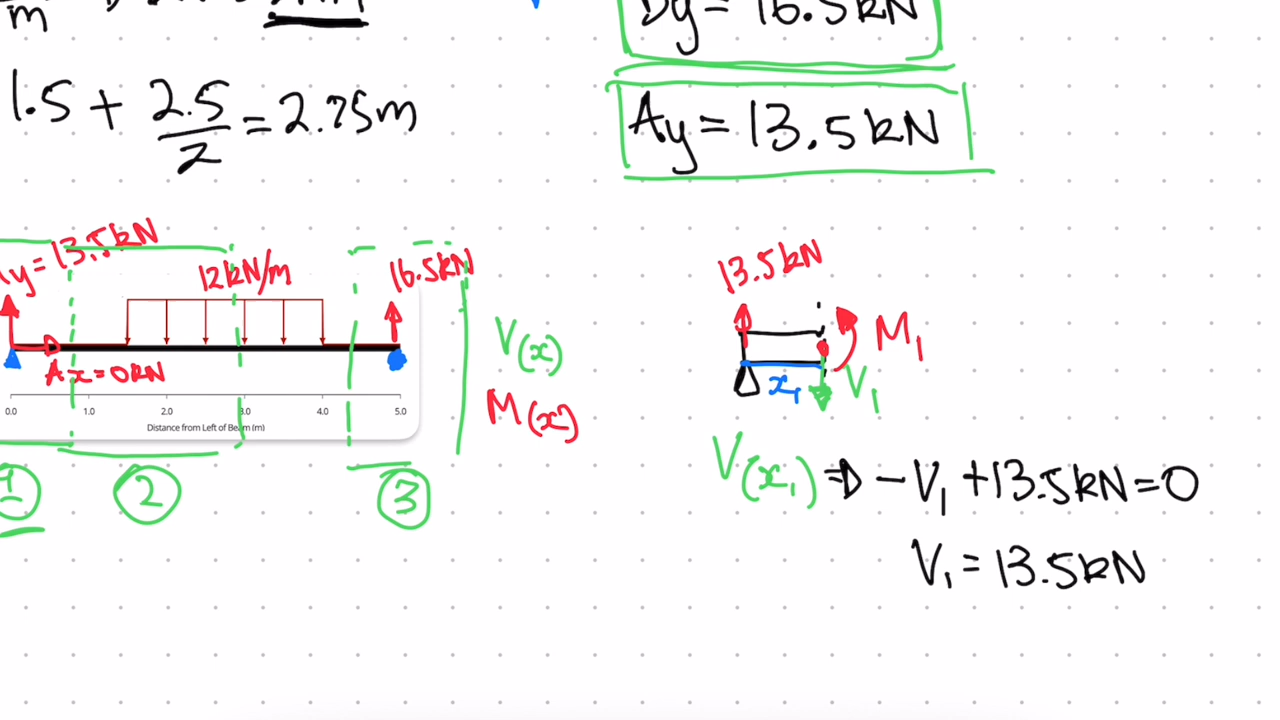 m
Dy = 16.5kN
1.5 + 2.5/2 = 2.75m
Ay = 13.5kN
Ay = 13.5kN
12kN/m
16.5kN
Ax = 0kN
0.0 1.0 2.0 3.0 4.0 5.0
Distance from Left of Beam (m)
1
2
3
V(x)
M(x)
13.5kN
M1
x1
V1
V(x1) ⇒ -V1 + 13.5kN = 0
V1 = 13.5kN